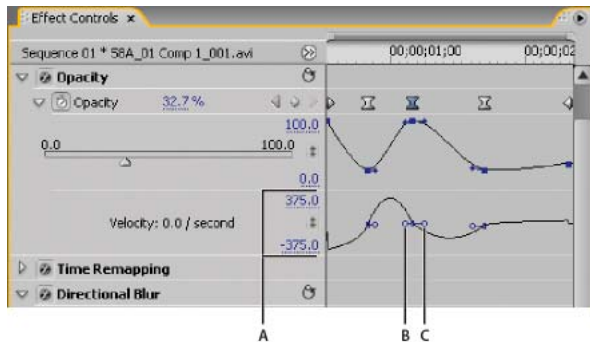 Effect Controls x
Sequence 01 * S8A_01 Comp 1_001.avi
00;00;01;00 00;00;02
Opacity
Opacity 32.7%
100.0
0.0 100.0
0.0
375.0
Velocity: 0.0 / second
-375.0
Time Remapping
Directional Blur
A B C